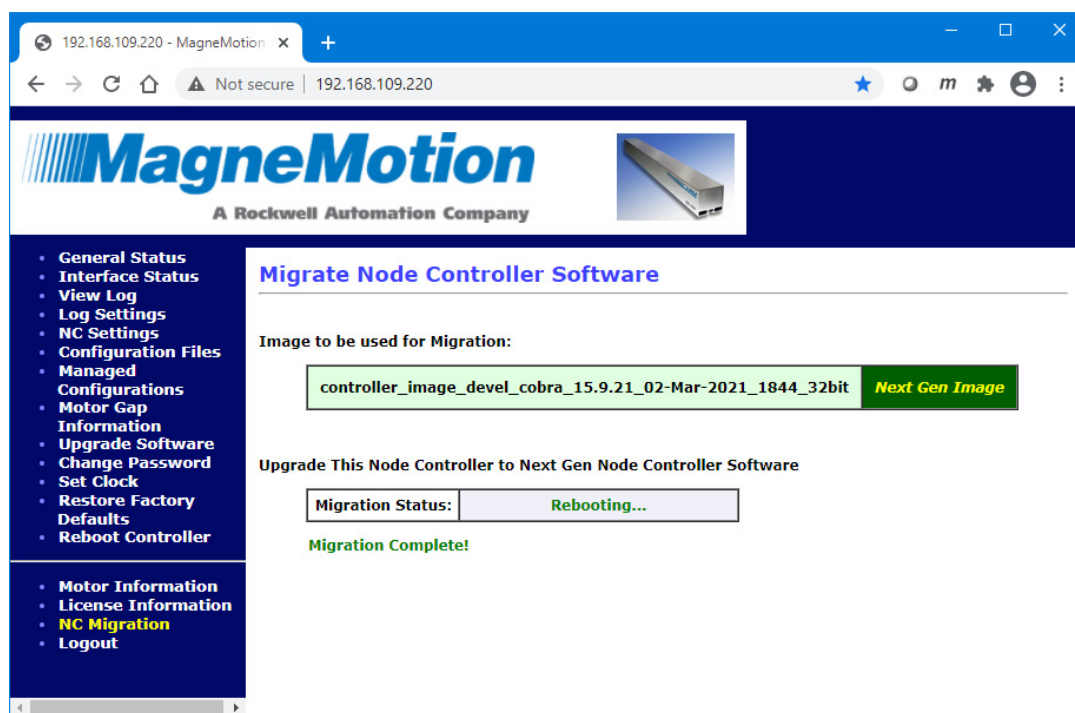 192.168.109.220 - MagneMotion
Not secure | 192.168.109.220
MagneMotion
A Rockwell Automation Company
General Status
Interface Status
View Log
Log Settings
NC Settings
Configuration Files
Managed
Configurations
Motor Gap
Information
Upgrade Software
Change Password
Set Clock
Restore Factory
Defaults
Reboot Controller
Motor Information
License Information
NC Migration
Logout
Migrate Node Controller Software
Image to be used for Migration:
controller_image_devel_cobra_15.9.21_02-Mar-2021_1844_32bit Next Gen Image
Upgrade This Node Controller to Next Gen Node Controller Software
Migration Status: Rebooting...
Migration Complete!